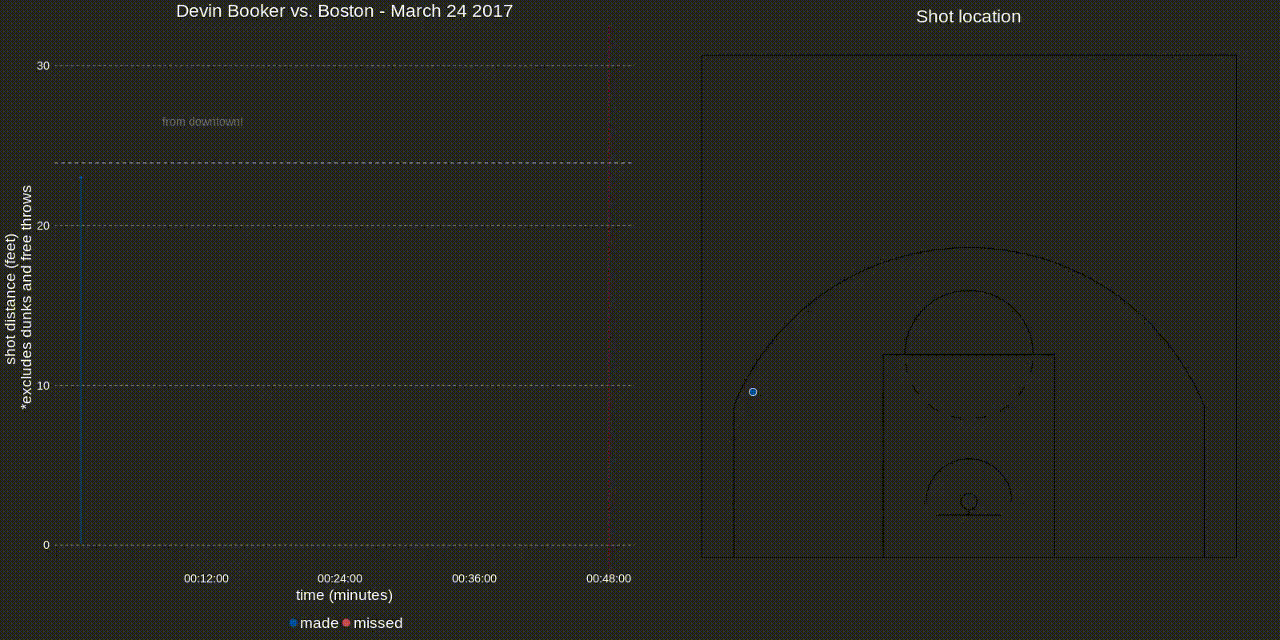 Devin Booker vs. Boston - March 24 2017
Shot location
30
from downtown!
20
10
0
shot distance (feet)
*excludes dunks and free throws
00:12:00
00:24:00
00:36:00
00:48:00
time (minutes)
made
missed